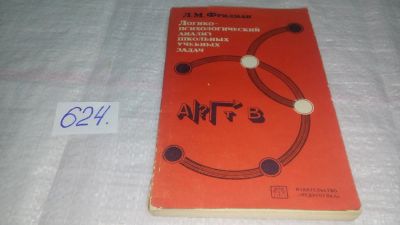 624.
Л.М.Фридман
Логико-
психологический
анализ
школьных
учебных
задач
ИЗДАТЕЛЬСТВО
«ПЕДАГОГИКА»